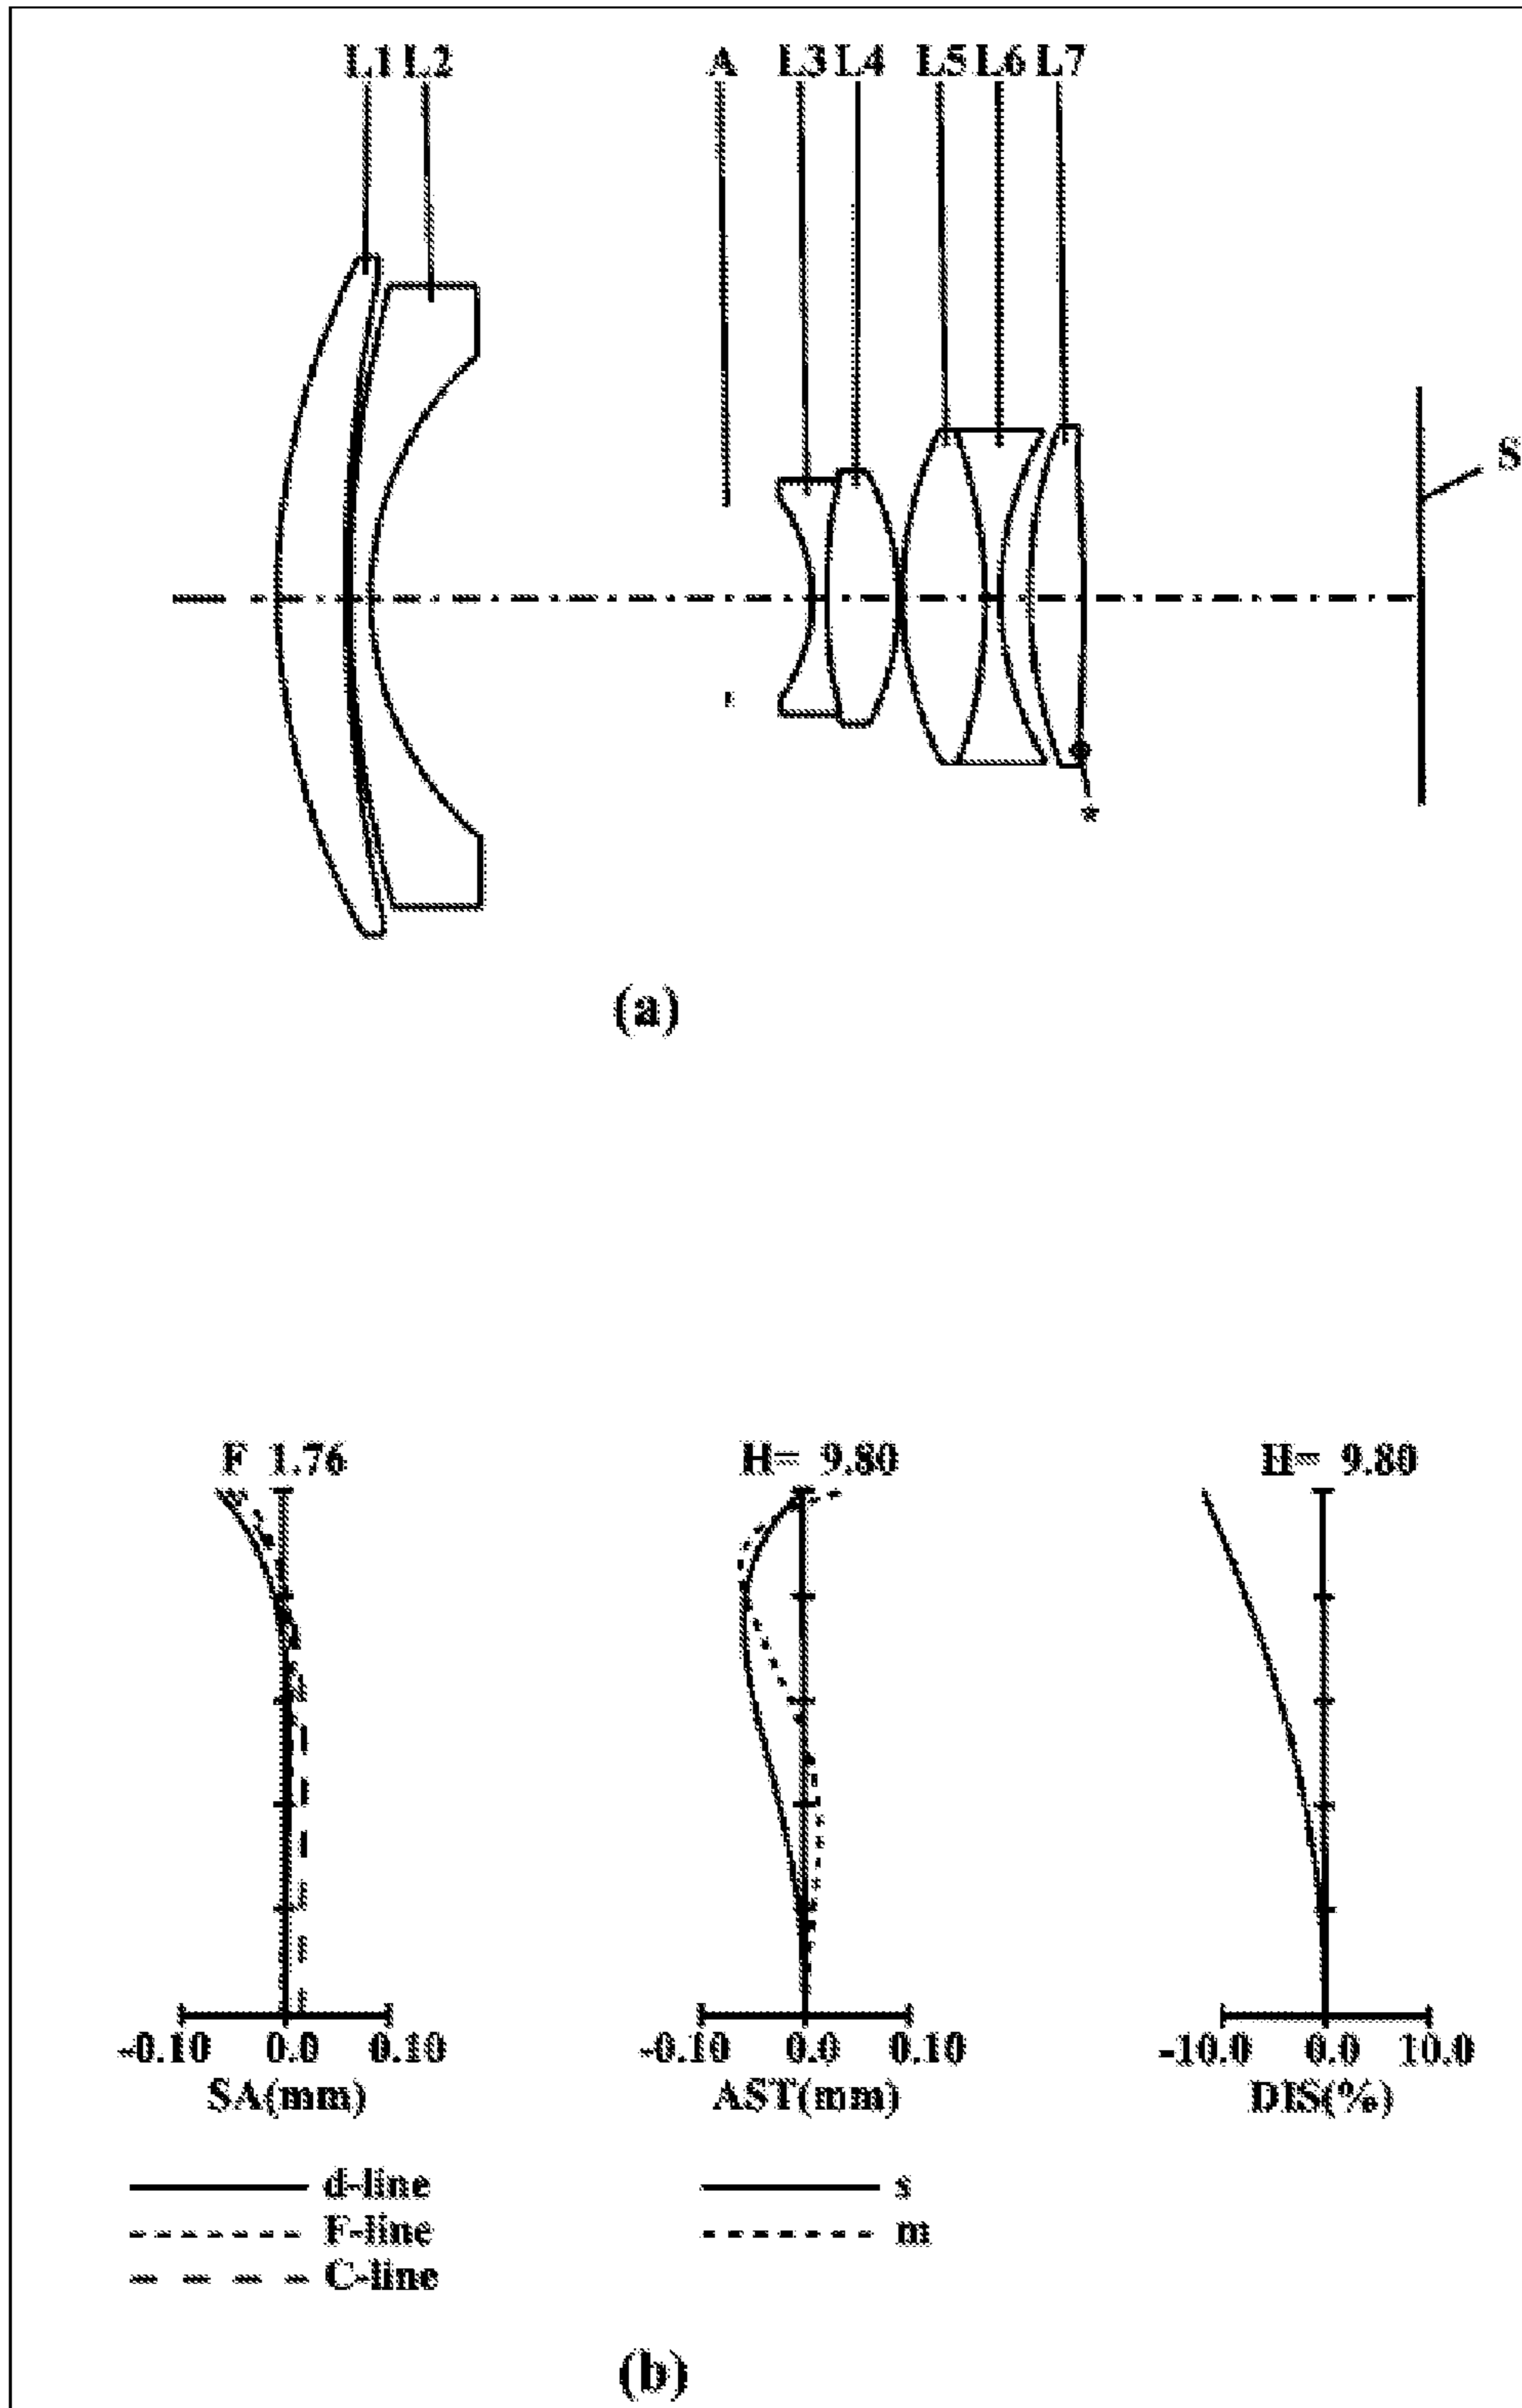 L1 L2 A L3 L4 L5 L6 L7
S
*
(a)
F 1.76 H= 9.80 H= 9.80
-0.10 0.0 0.10 -0.10 0.0 0.10 -10.0 0.0 10.0
SA(mm) AST(mm) DIS(%)
d-line s
F-line m
C-line
(b)